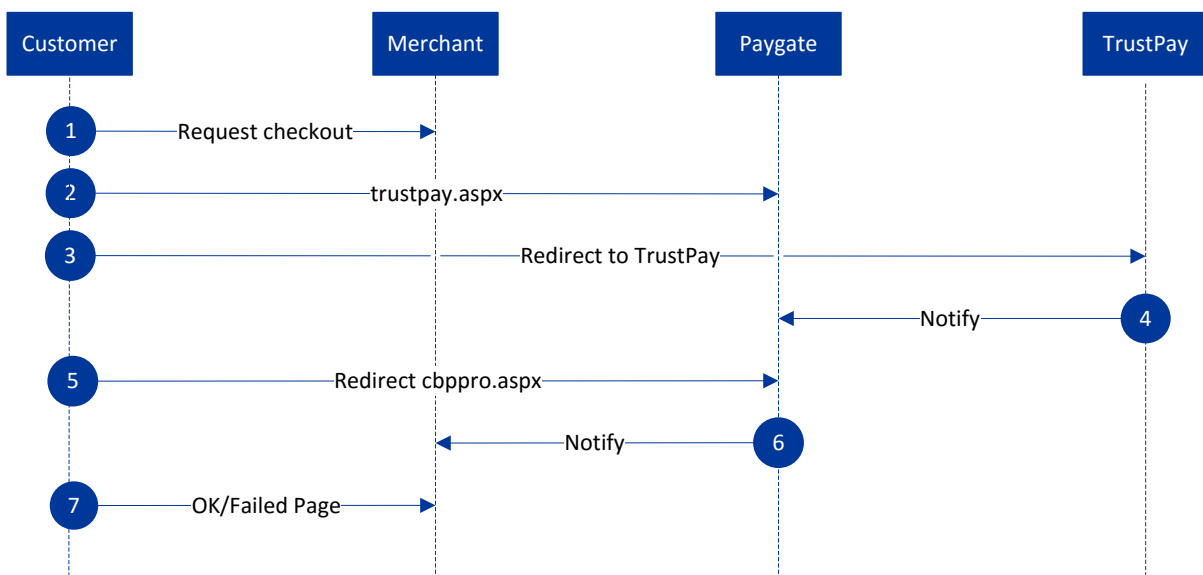 Customer
Merchant
Paygate
TrustPay
1
Request checkout
2
trustpay.aspx
3
Redirect to TrustPay
Notify
4
5
Redirect cbppro.aspx
Notify
6
7
OK/Failed Page